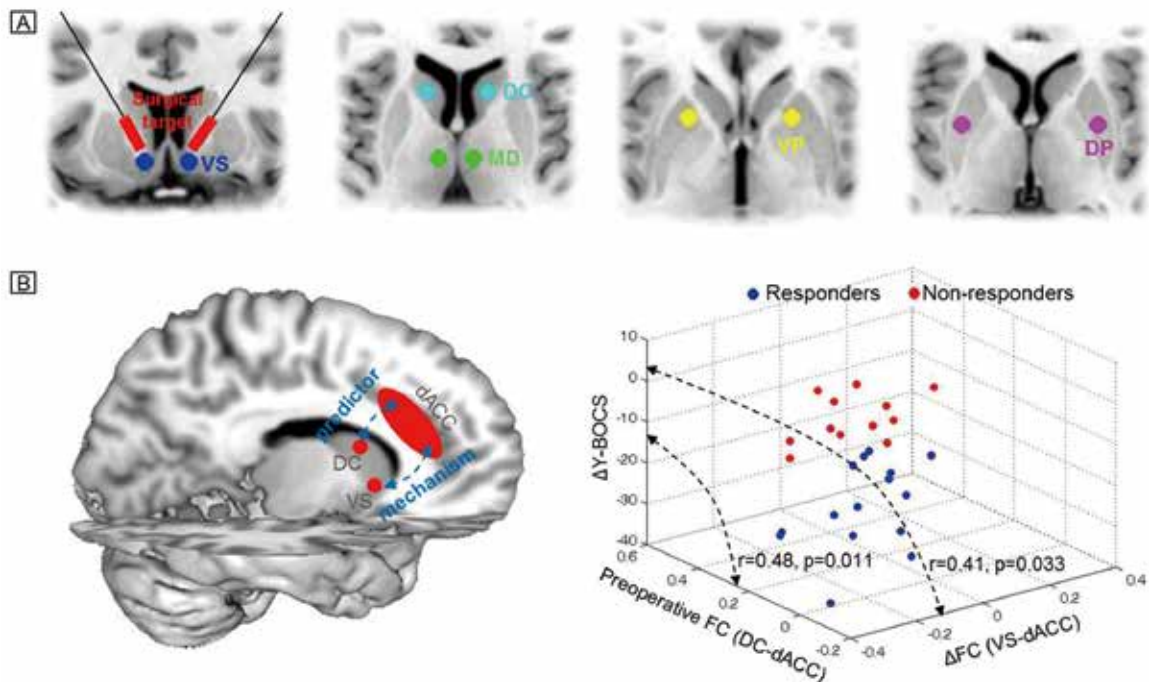 A
Surgical
target
VS
DC
MD
VP
DP
B
predictor
dACC
DC
VS
mechanism
Responders
Non-responders
10
0
-10
-20
-30
-40
ΔY-BOCS
0.6
0.4
0.2
0
-0.2
Preoperative FC (DC-dACC)
-0.4
-0.2
0
0.2
0.4
ΔFC (VS-dACC)
r=0.48, p=0.011
r=0.41, p=0.033